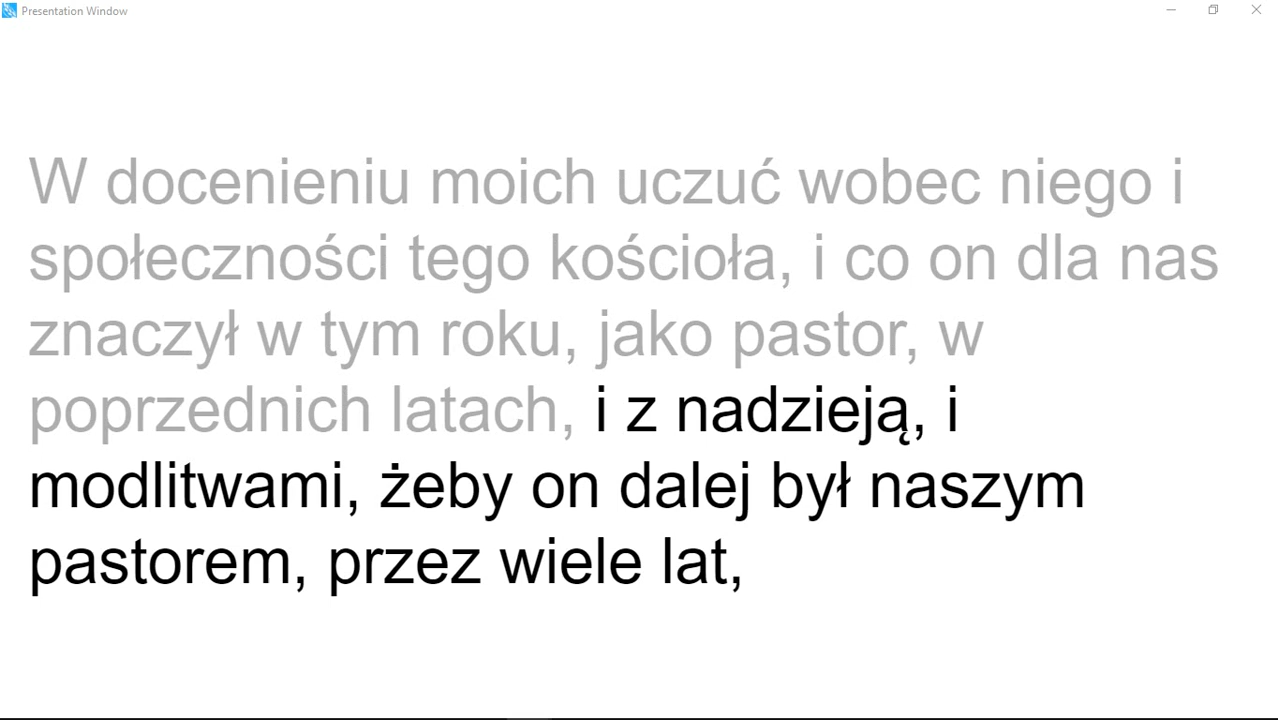 Presentation Window
W docenieniu moich uczuć wobec niego i
społeczności tego kościoła, i co on dla nas
znaczył w tym roku, jako pastor, w
poprzednich latach, i z nadzieją, i
modlitwami, żeby on dalej był naszym
pastorem, przez wiele lat,